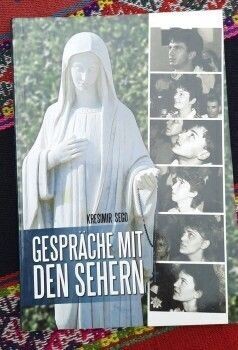 KRESIMIR SEGO
GESPRÄCHE MIT
DEN SEHERN